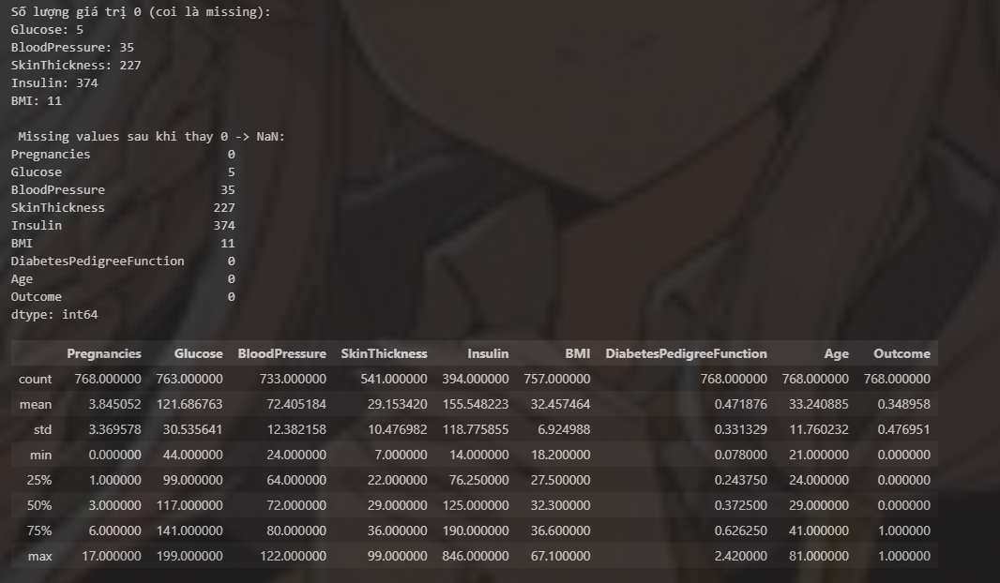 Số lượng giá trị 0 (coi là missing):
Glucose: 5
BloodPressure: 35
SkinThickness: 227
Insulin: 374
BMI: 11
Missing values sau khi thay 0 -> NaN:
Pregnancies 0
Glucose 5
BloodPressure 35
SkinThickness 227
Insulin 374
BMI 11
DiabetesPedigreeFunction 0
Age 0
Outcome 0
dtype: int64
Pregnancies Glucose BloodPressure SkinThickness Insulin BMI DiabetesPedigreeFunction Age Outcome
count 768.000000 763.000000 733.000000 541.000000 394.000000 757.000000 768.000000 768.000000 768.000000
mean 3.845052 121.686763 72.405184 29.153420 155.548223 32.457464 0.471876 33.240885 0.348958
std 3.369578 30.535641 12.382158 10.476982 118.775855 6.924988 0.331329 11.760232 0.476951
min 0.000000 44.000000 24.000000 7.000000 14.000000 18.200000 0.078000 21.000000 0.000000
25% 1.000000 99.000000 64.000000 22.000000 76.250000 27.500000 0.243750 24.000000 0.000000
50% 3.000000 117.000000 72.000000 29.000000 125.000000 32.300000 0.372500 29.000000 0.000000
75% 6.000000 141.000000 80.000000 36.000000 190.000000 36.600000 0.626250 41.000000 1.000000
max 17.000000 199.000000 122.000000 99.000000 846.000000 67.100000 2.420000 81.000000 1.000000